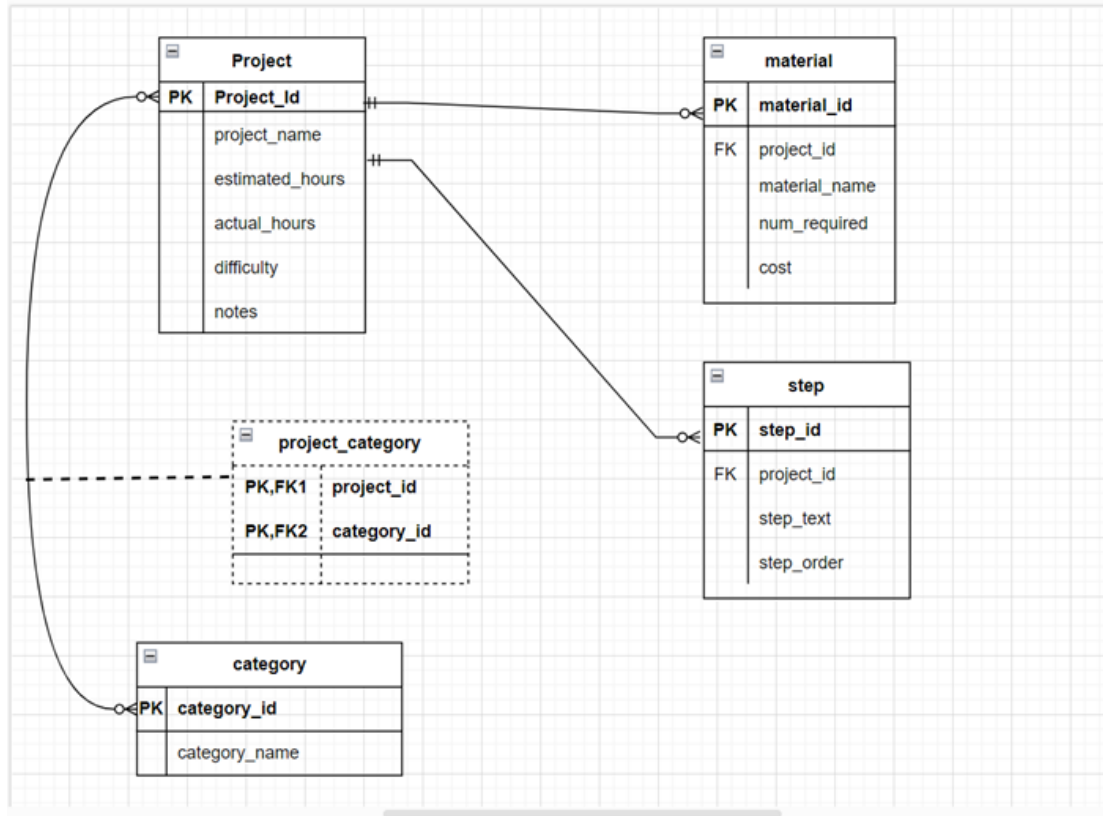 Project
PK Project_Id
project_name
estimated_hours
actual_hours
difficulty
notes
material
PK material_id
FK project_id
material_name
num_required
cost
step
PK step_id
FK project_id
step_text
step_order
project_category
PK,FK1 project_id
PK,FK2 category_id
category
PK category_id
category_name